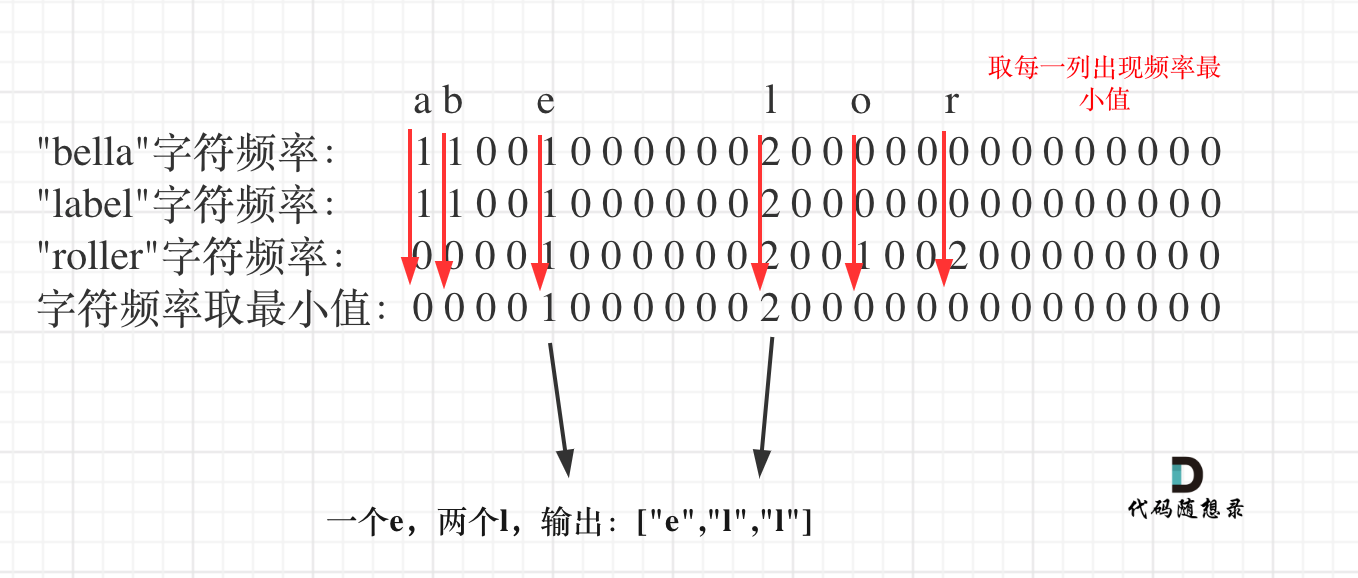 取每一列出现频率最
小值
a b e l o r
"bella"字符频率： 1 1 0 0 1 0 0 0 0 0 0 2 0 0 0 0 0 0 0 0 0 0 0 0 0 0
"label"字符频率： 1 1 0 0 1 0 0 0 0 0 0 2 0 0 0 0 0 0 0 0 0 0 0 0 0 0
"roller"字符频率： 0 0 0 0 1 0 0 0 0 0 0 2 0 0 1 0 0 2 0 0 0 0 0 0 0 0
字符频率取最小值： 0 0 0 0 1 0 0 0 0 0 0 2 0 0 0 0 0 0 0 0 0 0 0 0 0 0
一个e，两个l，输出：["e","l","l"]
代码随想录